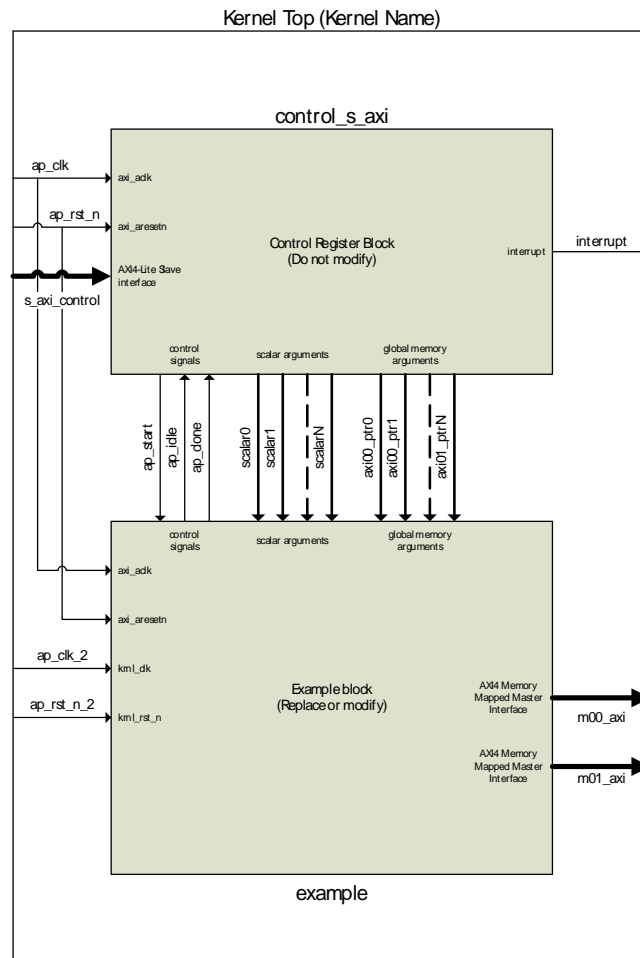 Kernel Top (Kernel Name)
control_s_axi
ap_clk
axi_aclk
ap_rst_n
axi_aresetn
Control Register Block
(Do not modify)
interrupt
interrupt
AXI4-Lite Slave
interface
s_axi_control
control
signals
scalar arguments
global memory
arguments
ap_start
ap_idle
ap_done
scalar0
scalar1
scalarN
axi00_ptr0
axi00_ptr1
axi01_ptrN
control
signals
scalar arguments
global memory
arguments
axi_aclk
axi_aresetn
ap_clk_2
krnl_clk
ap_rst_n_2
krnl_rst_n
Example block
(Replace or modify)
AXI4 Memory
Mapped Master
Interface
m00_axi
AXI4 Memory
Mapped Master
Interface
m01_axi
example